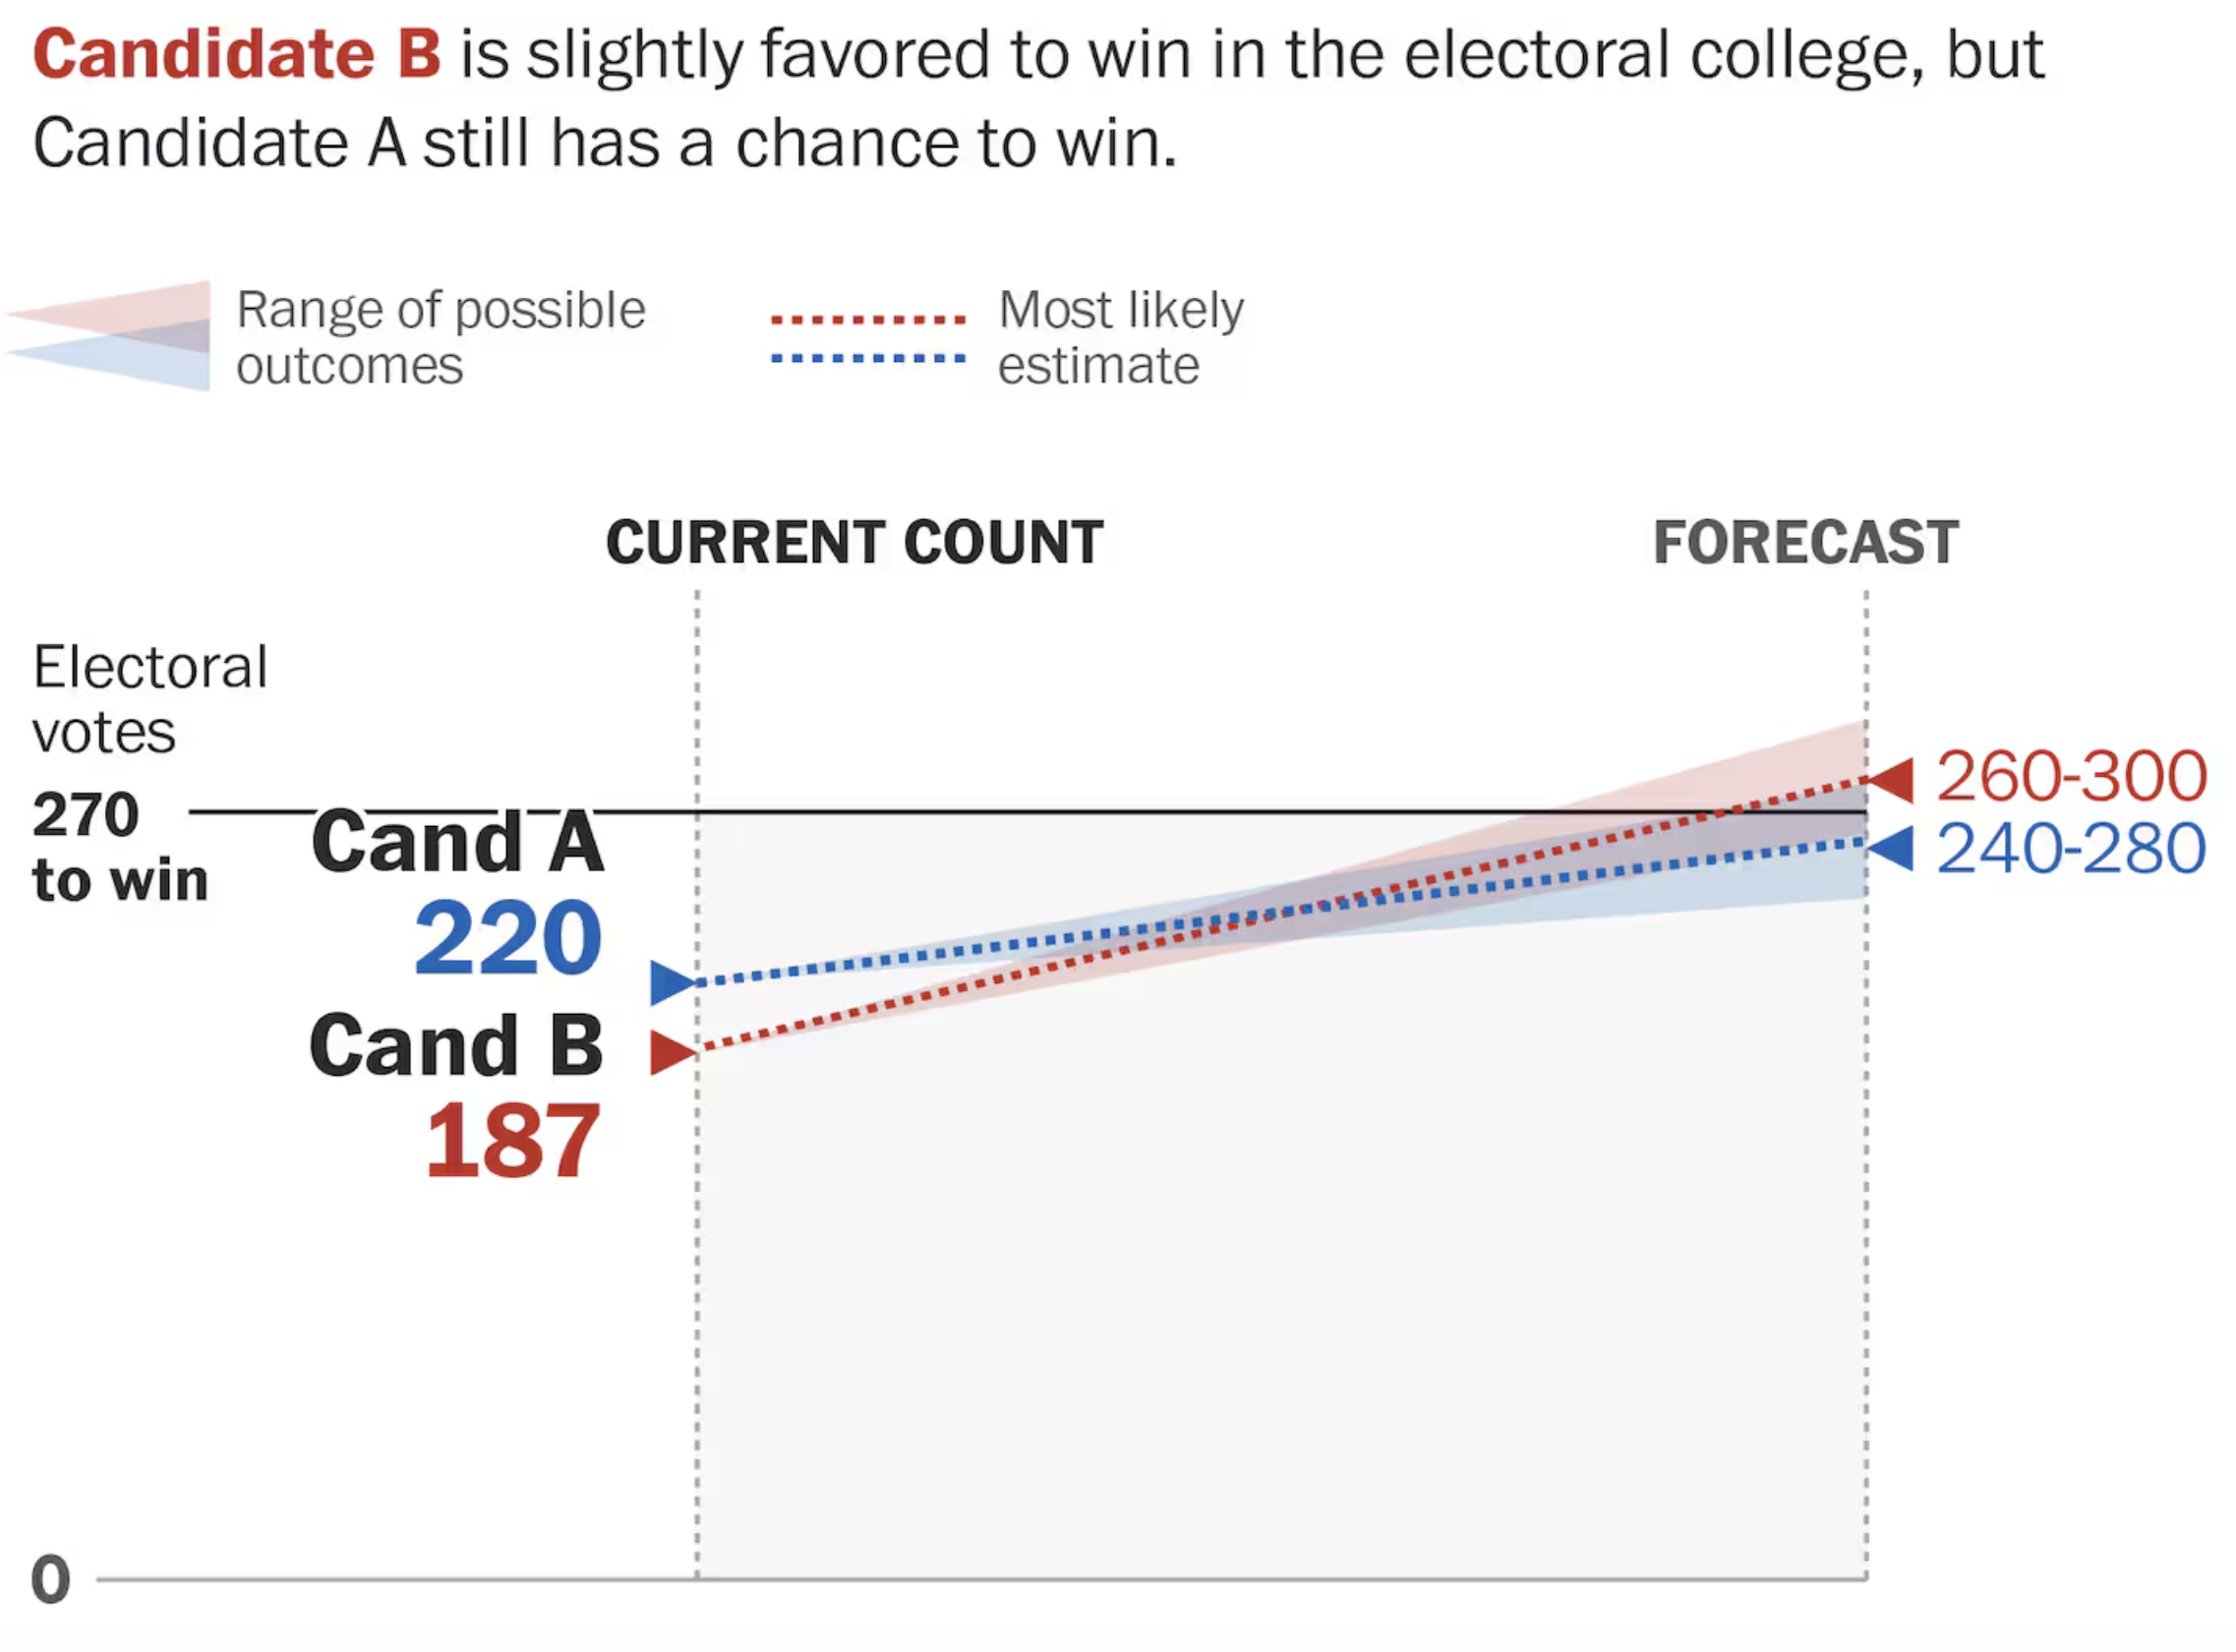 Candidate B is slightly favored to win in the electoral college, but
Candidate A still has a chance to win.
Range of possible
outcomes
Most likely
estimate
CURRENT COUNT
FORECAST
Electoral
votes
270
to win
Cand A
220
Cand B
187
260-300
240-280
0